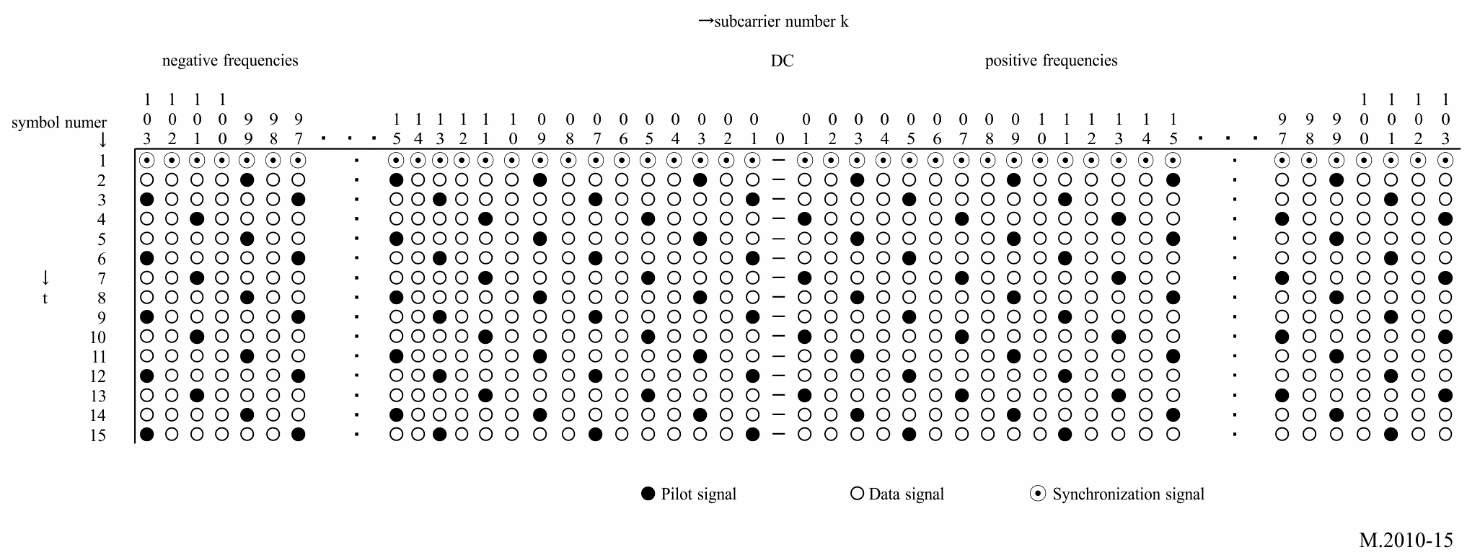 →subcarrier number k
negative frequencies DC positive frequencies
1 1 1 1 1 1 1 1
symbol numer 0 0 0 0 9 9 9 1 1 1 1 1 1 0 0 0 0 0 0 0 0 0 0 0 0 0 0 0 0 0 0 1 1 1 1 1 1 9 9 9 0 0 0 0
↓ 3 2 1 0 9 8 7 · · · 5 4 3 2 1 0 9 8 7 6 5 4 3 2 1 0 1 2 3 4 5 6 7 8 9 0 1 2 3 4 5 · · · 7 8 9 0 1 2 3
1
2
3
4
5
6
7
↓
t 8
9
10
11
12
13
14
15
Pilot signal Data signal Synchronization signal
M.2010-15